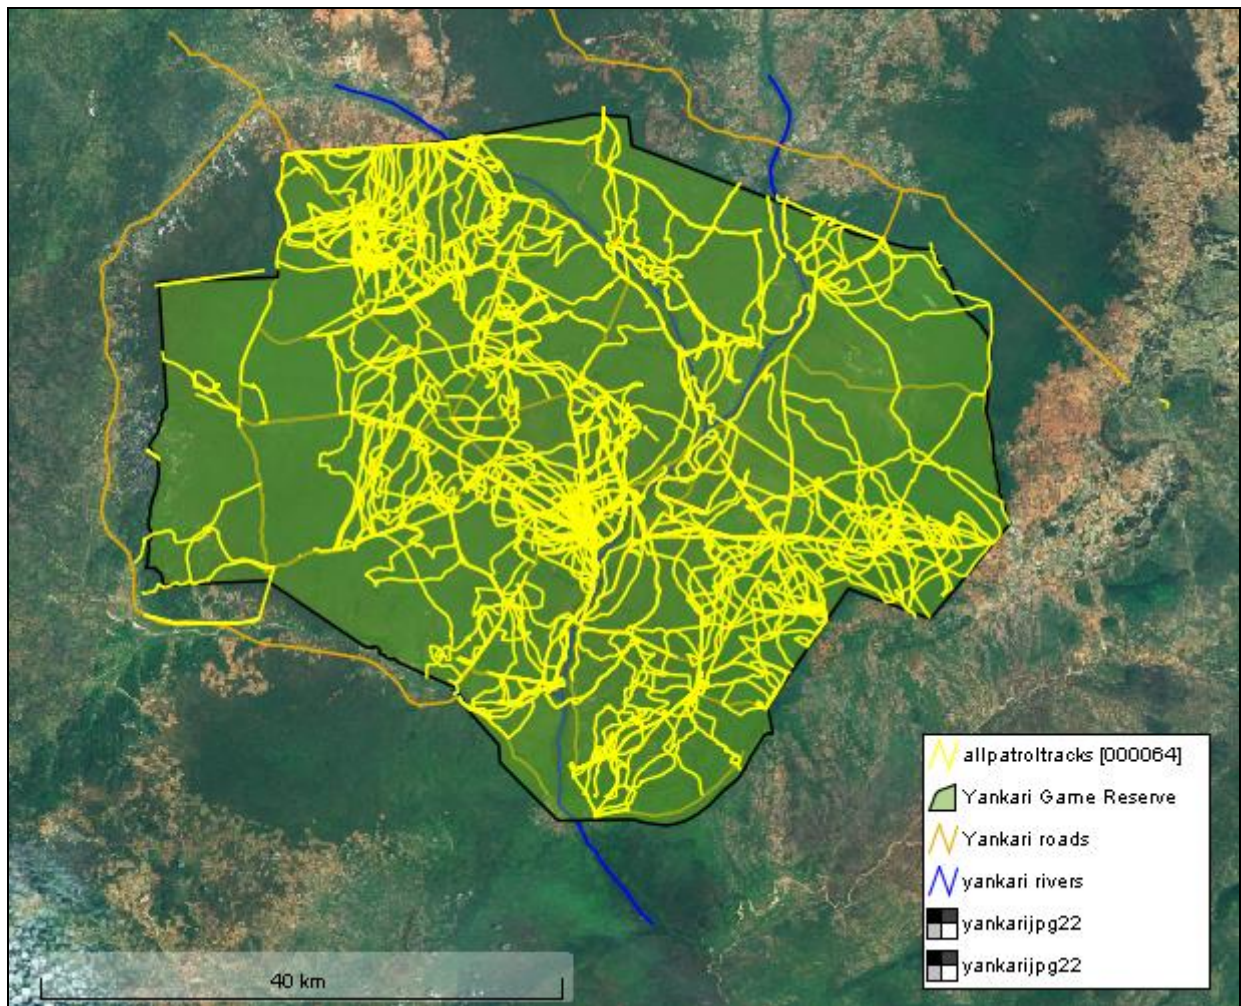 allpatroltracks [000064]
Yankari Game Reserve
Yankari roads
yankari rivers
yankarijpg22
yankarijpg22
40 km